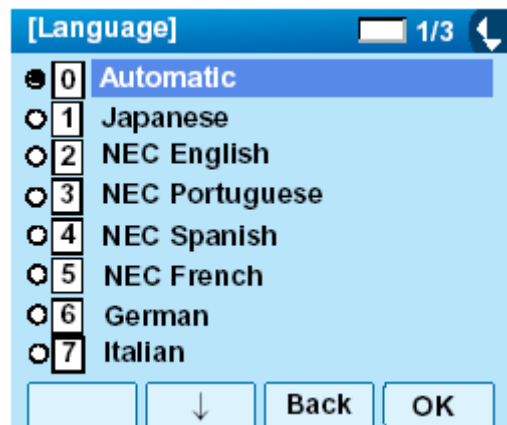 [Language] 1/3
0 Automatic
1 Japanese
2 NEC English
3 NEC Portuguese
4 NEC Spanish
5 NEC French
6 German
7 Italian
↓ Back OK